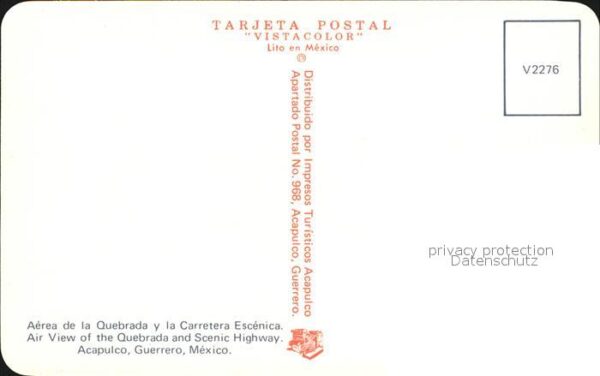 TARJETA POSTAL
"VISTACOLOR"
Lito en México
V2276
Distribuido por Impresos Turísticos Acapulco
Apartado Postal No. 968, Acapulco, Guerrero.
privacy protection
Datenschutz
Aérea de la Quebrada y la Carretera Escénica.
Air View of the Quebrada and Scenic Highway.
Acapulco, Guerrero, México.